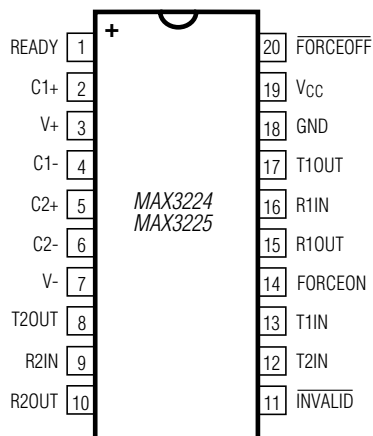 +
READY 1 20 F̅O̅R̅C̅E̅O̅F̅F̅
C1+ 2 19 VCC
V+ 3 18 GND
C1- 4 17 T1OUT
C2+ 5 MAX3224 16 R1IN
MAX3225
C2- 6 15 R1OUT
V- 7 14 FORCEON
T2OUT 8 13 T1IN
R2IN 9 12 T2IN
R2OUT 10 11 I̅N̅V̅A̅L̅I̅D̅